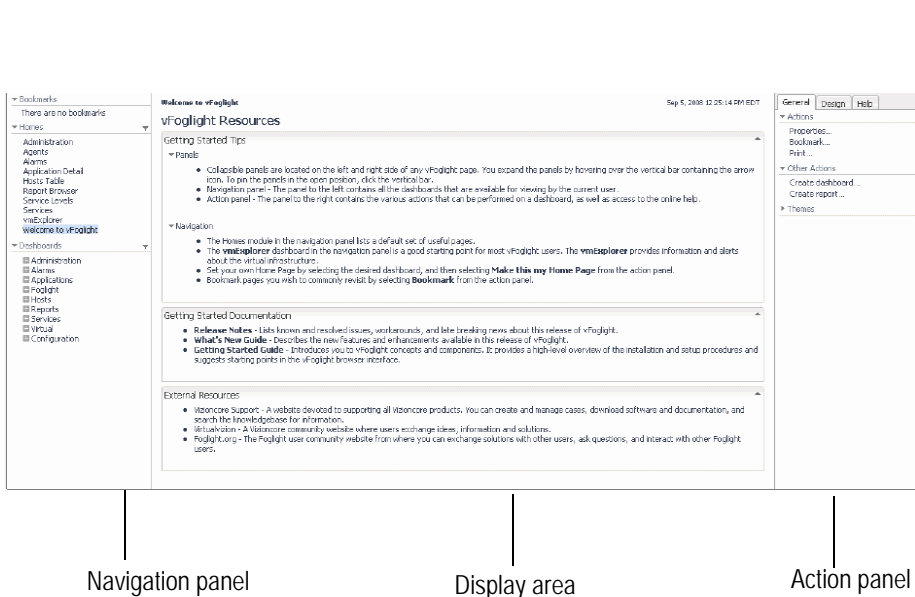 Bookmarks
There are no bookmarks
Homes
Administration
Agents
Alarms
Application Detail
Hosts Table
Report Browser
Service Levels
Services
vmExplorer
Welcome to vFoglight
Dashboards
Administration
Alarms
Applications
Foglight
Hosts
Reports
Services
Virtual
Configuration
Welcome to vFoglight
Sep 5, 2008 12:25:14 PM EDT
vFoglight Resources
Getting Started Tips
Panels
Collapsible panels are located on the left and right side of any vFoglight page. You expand the panels by hovering over the vertical bar containing the arrow
icon. To pin the panels in the open position, click the vertical bar.
Navigation panel - The panel to the left contains all the dashboards that are available for viewing by the current user.
Action panel - The panel to the right contains the various actions that can be performed on a dashboard, as well as access to the online help.
Navigation
The Homes module in the navigation panel lists a default set of useful pages.
The vmExplorer dashboard in the navigation panel is a good starting point for most vFoglight users. The vmExplorer provides information and alerts
about the virtual infrastructure.
Set your own Home Page by selecting the desired dashboard, and then selecting Make this my Home Page from the action panel.
Bookmark pages you wish to commonly revisit by selecting Bookmark from the action panel.
Getting Started Documentation
Release Notes - Lists known and resolved issues, workarounds, and late breaking news about this release of vFoglight.
What's New Guide - Describes the new features and enhancements available in this release of vFoglight.
Getting Started Guide - Introduces you to vFoglight concepts and components. It provides a high-level overview of the installation and setup procedures and
suggests starting points in the vFoglight browser interface.
External Resources
Vizioncore Support - A website devoted to supporting all Vizioncore products. You can create and manage cases, download software and documentation, and
search the knowledgebase for information.
Virtualvizion - A Vizioncore community website where users exchange ideas, information and solutions.
Foglight.org - The Foglight user community website from where you can exchange solutions with other users, ask questions, and interact with other Foglight
users.
General Design Help
Actions
Properties...
Bookmark...
Print...
Other Actions
Create dashboard...
Create report...
Themes
Navigation panel
Display area
Action panel